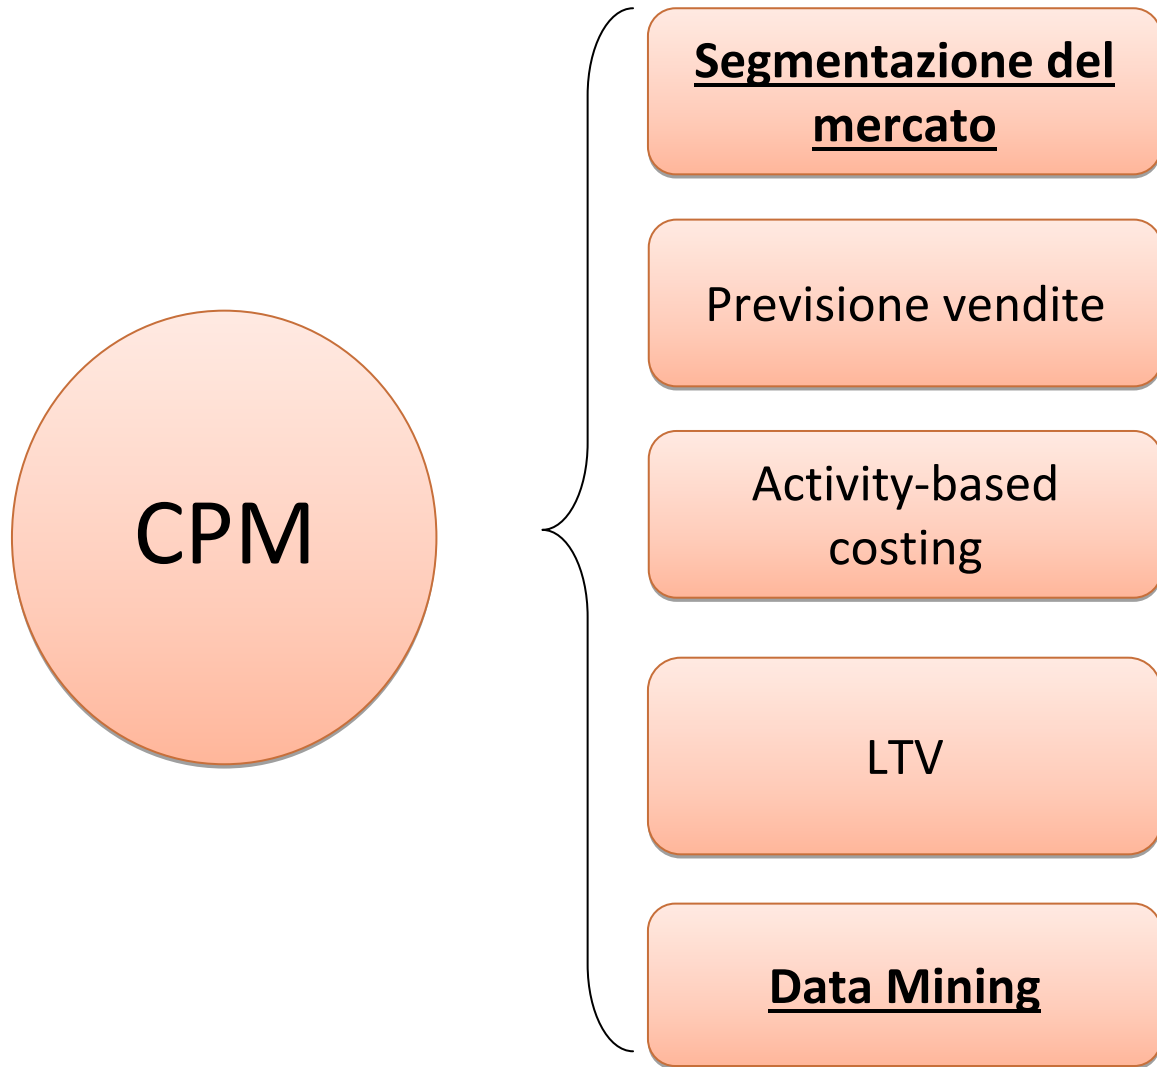 Segmentazione del
mercato
Previsione vendite
Activity-based
costing
CPM
LTV
Data Mining